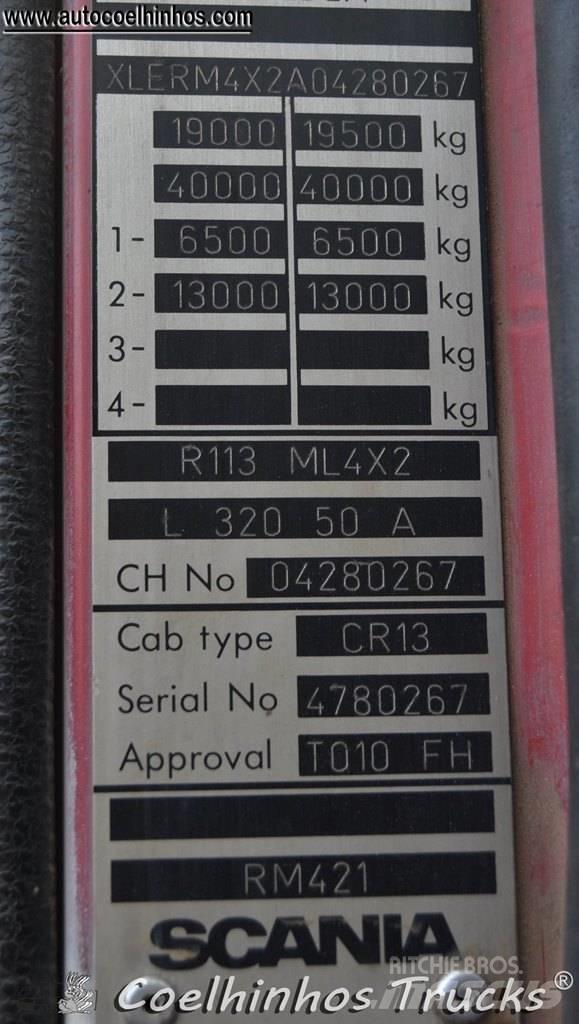 www.autocoelhinhos.com
XLERM4X2A04280267
19000 19500 kg
40000 40000 kg
1- 6500 6500 kg
2- 13000 13000 kg
3- kg
4- kg
R113 ML4X2
L 320 50 A
CH No 04280267
Cab type CR13
Serial No 4780267
Approval T010 FH
RM421
SCANIA
RITCHIE BROS.
© Coelhinhos Trucks®